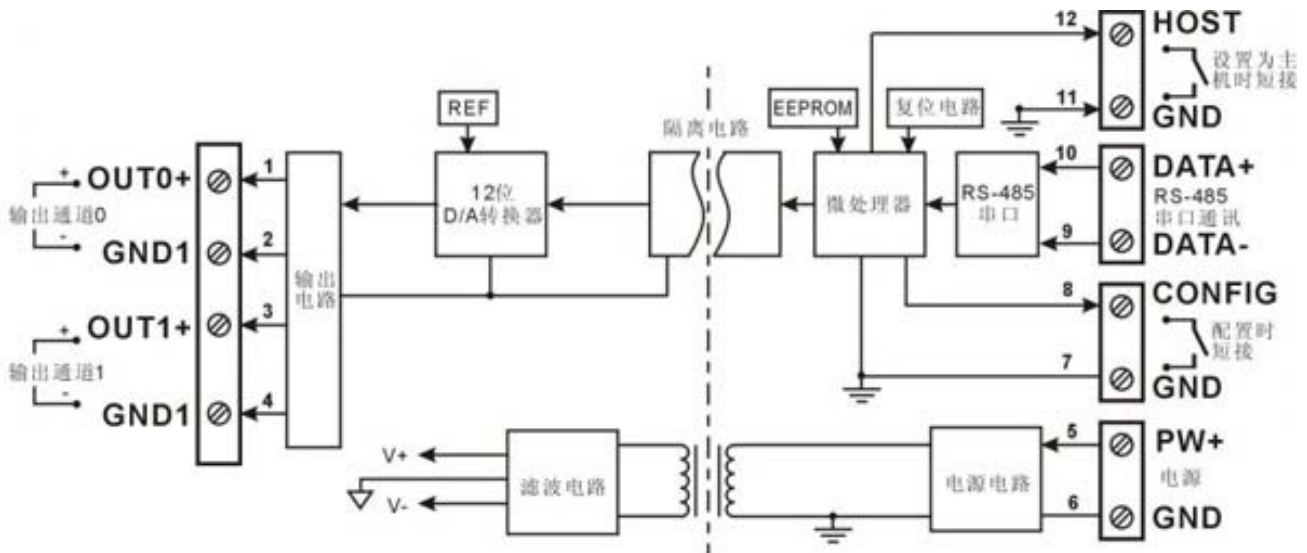 12
HOST
设置为主
机时短接
11
GND
REF
隔离电路
EEPROM
复位电路
+
OUT0+
1
输出通道0
-
GND1
2
12位
D/A转换器
微处理器
RS-485
串口
10
DATA+
RS-485
串口通讯
9
DATA-
输出
电路
+
OUT1+
3
输出通道1
-
GND1
4
8
CONFIG
配置时
短接
7
GND
V+
V-
滤波电路
电源电路
5
PW+
电源
6
GND